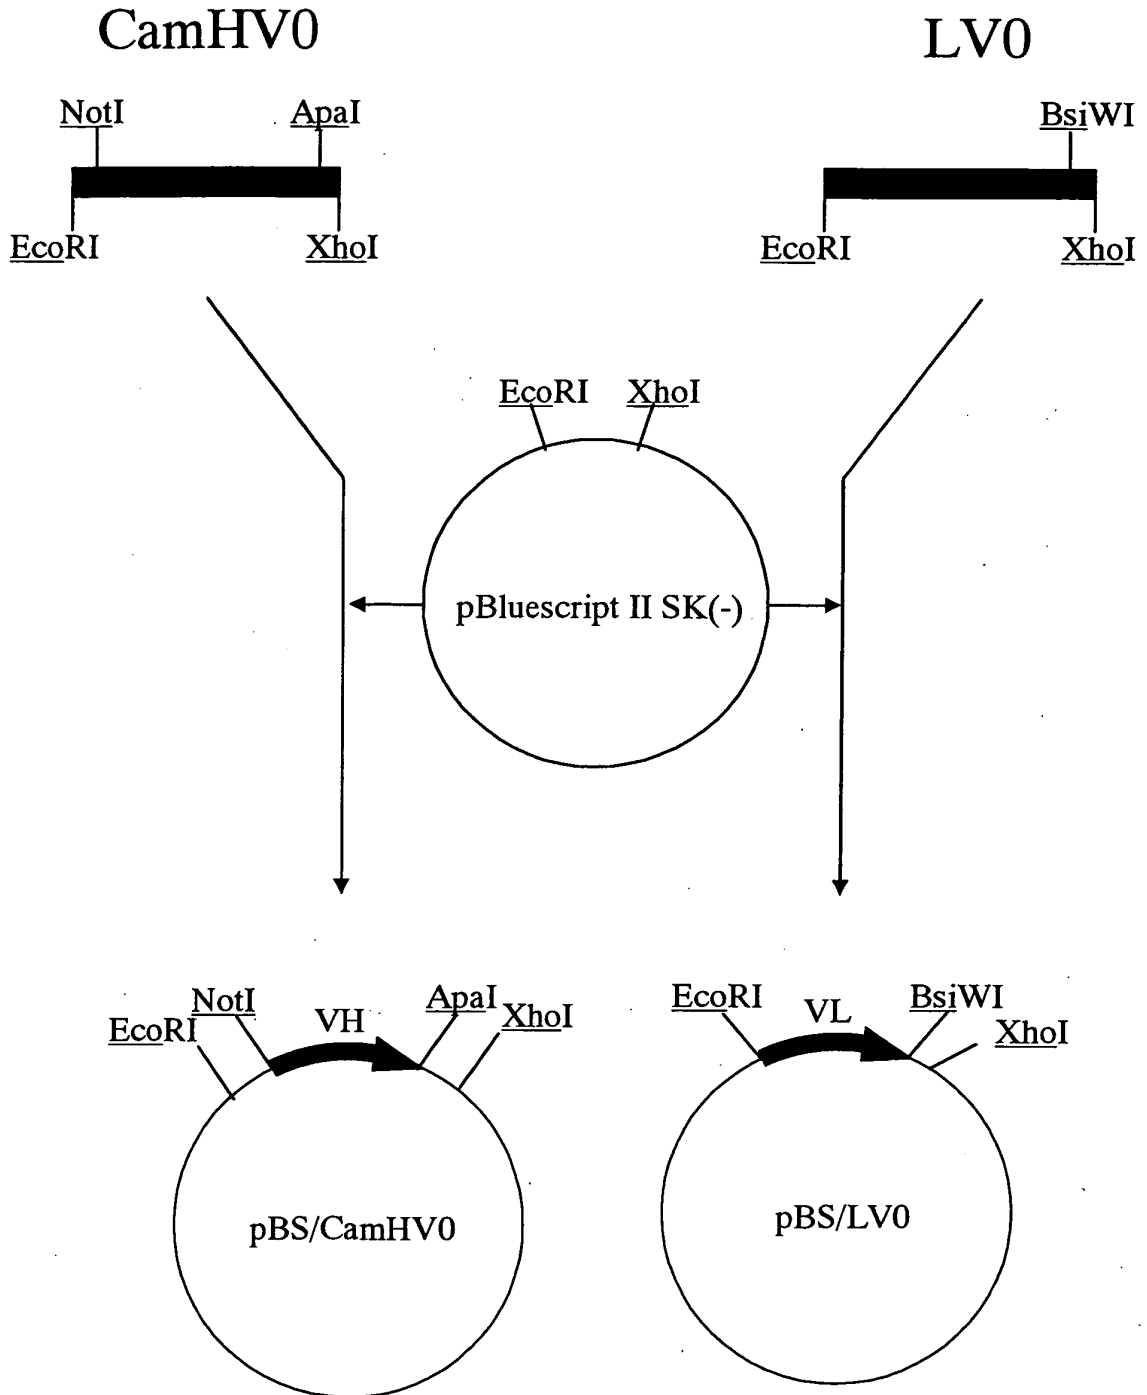 CamHV0
LV0
NotI
ApaI
BsiWI
EcoRI
XhoI
EcoRI
XhoI
EcoRI
XhoI
pBluescript II SK(-)
NotI
VH
ApaI
EcoRI
XhoI
EcoRI
VL
BsiWI
XhoI
pBS/CamHV0
pBS/LV0